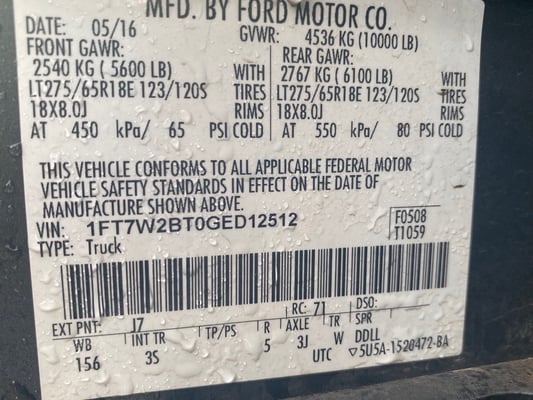 MFD. BY FORD MOTOR CO.
DATE: 05/16 GVWR: 4536 KG (10000 LB)
FRONT GAWR: REAR GAWR:
2540 KG ( 5600 LB) WITH 2767 KG ( 6100 LB) WITH
LT275/65R18E 123/120S TIRES LT275/65R18E 123/120S TIRES
18X8.0J RIMS 18X8.0J RIMS
AT 450 kPa/ 65 PSI COLD AT 550 kPa/ 80 PSI COLD
THIS VEHICLE CONFORMS TO ALL APPLICABLE FEDERAL MOTOR
VEHICLE SAFETY STANDARDS IN EFFECT ON THE DATE OF
MANUFACTURE SHOWN ABOVE.
VIN: 1FT7W2BT0GED12512 F0508
TYPE: Truck T1059
RC: 71 DSO:
EXT PNT: J7
WB INT TR TP/PS R AXLE TR SPR
156 3S 5 3J W DDLL
UTC ▽5U5A-1520472-BA